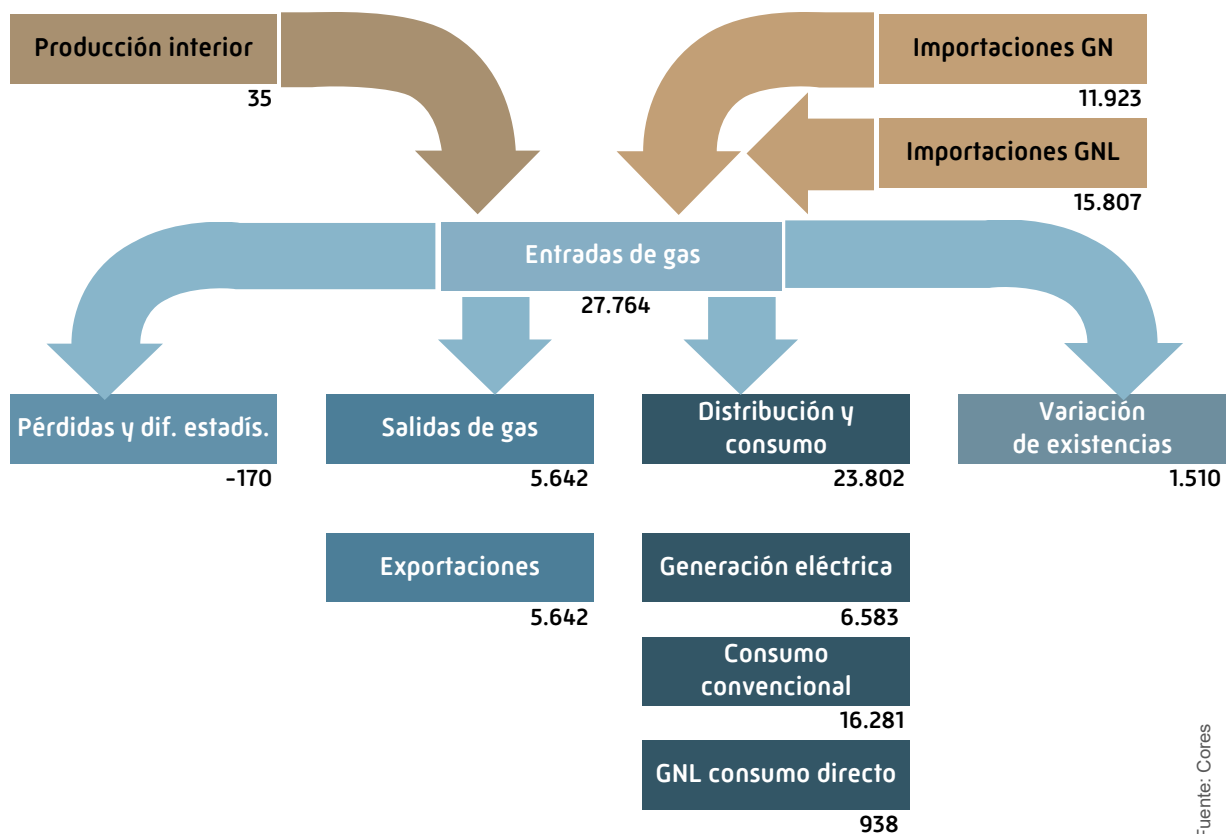 Producción interior
35
Importaciones GN
11.923
Importaciones GNL
15.807
Entradas de gas
27.764
Pérdidas y dif. estadís.
-170
Salidas de gas
5.642
Distribución y
consumo
23.802
Variación
de existencias
1.510
Exportaciones
5.642
Generación eléctrica
6.583
Consumo
convencional
16.281
GNL consumo directo
938
Fuente: Cores